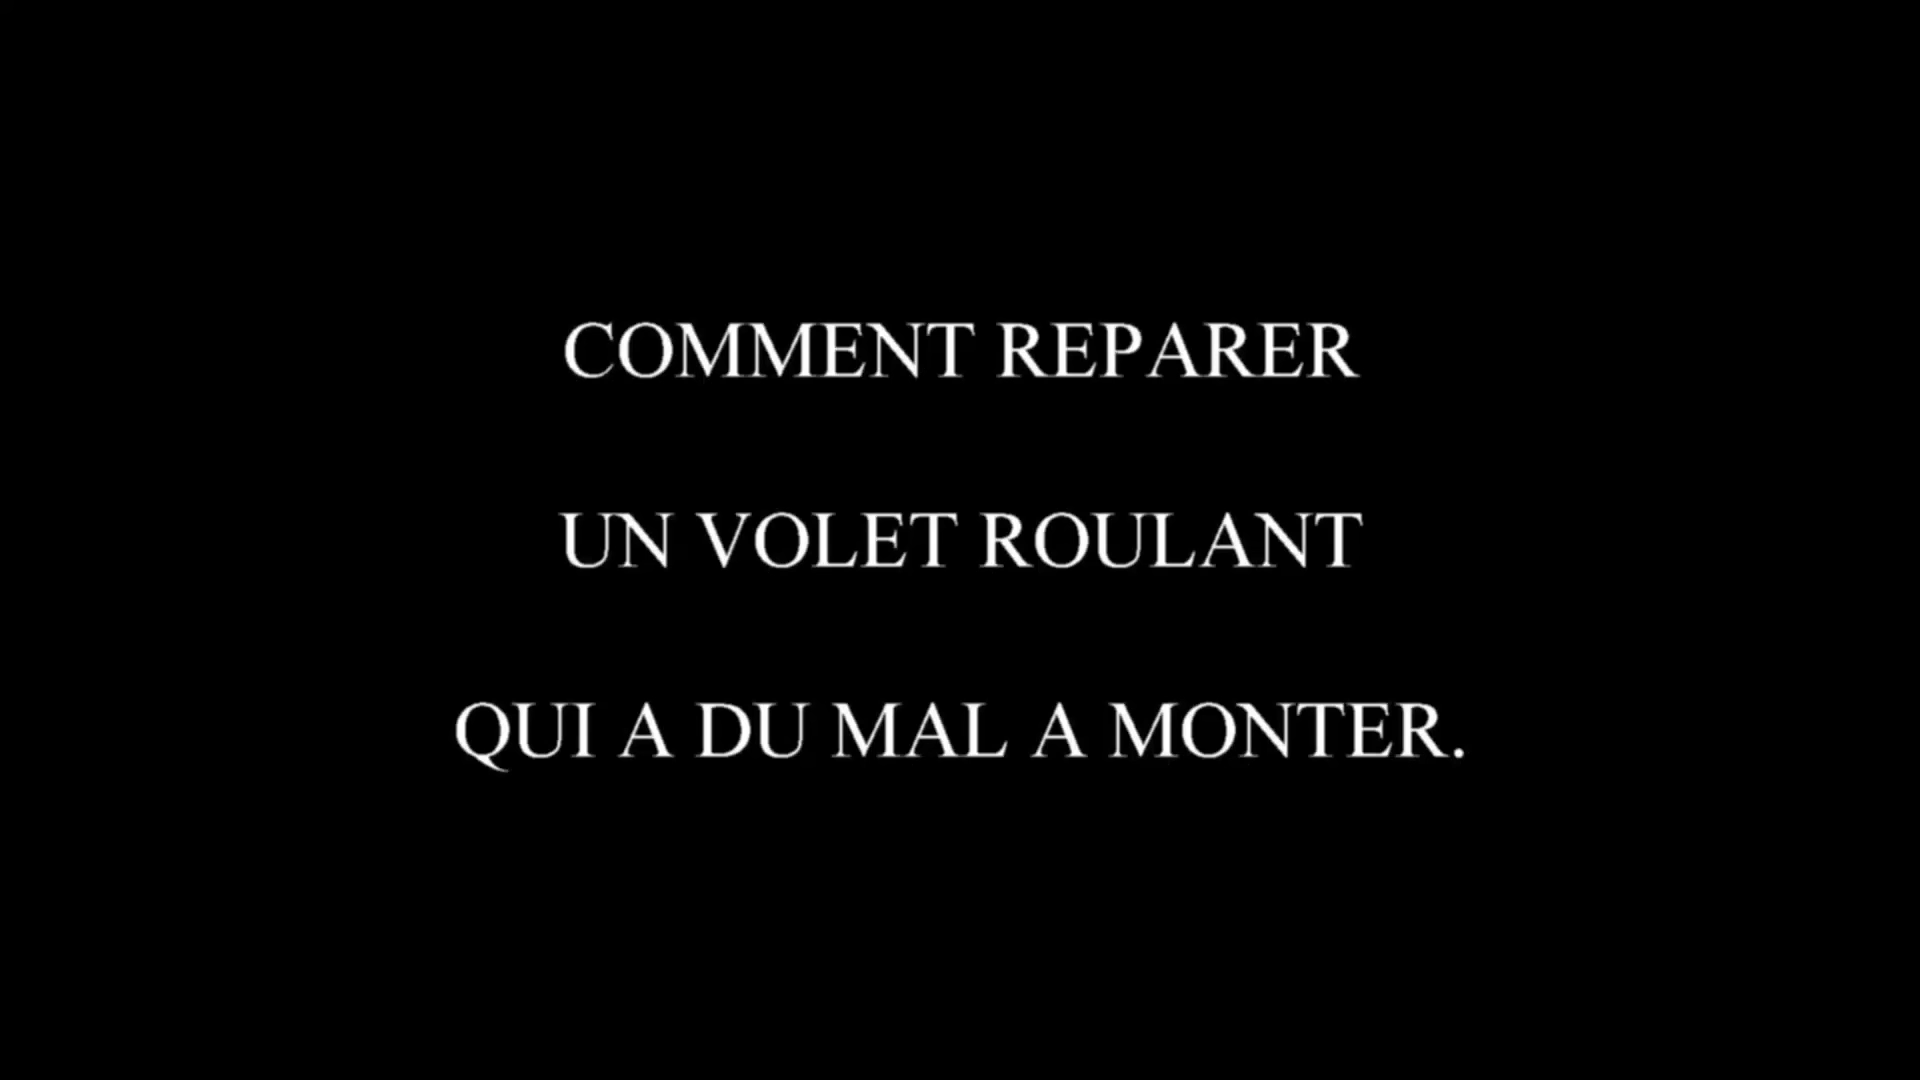 COMMENT REPARER
UN VOLET ROULANT
QUI A DU MAL A MONTER.